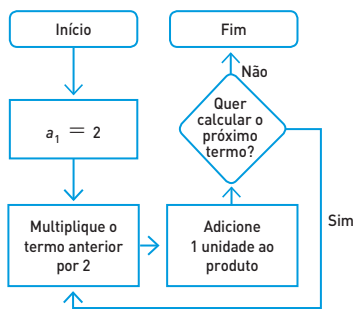 Início
a1 = 2
Multiplique o
termo anterior
por 2
Adicione
1 unidade ao
produto
Quer
calcular o
próximo
termo?
Sim
Não
Fim